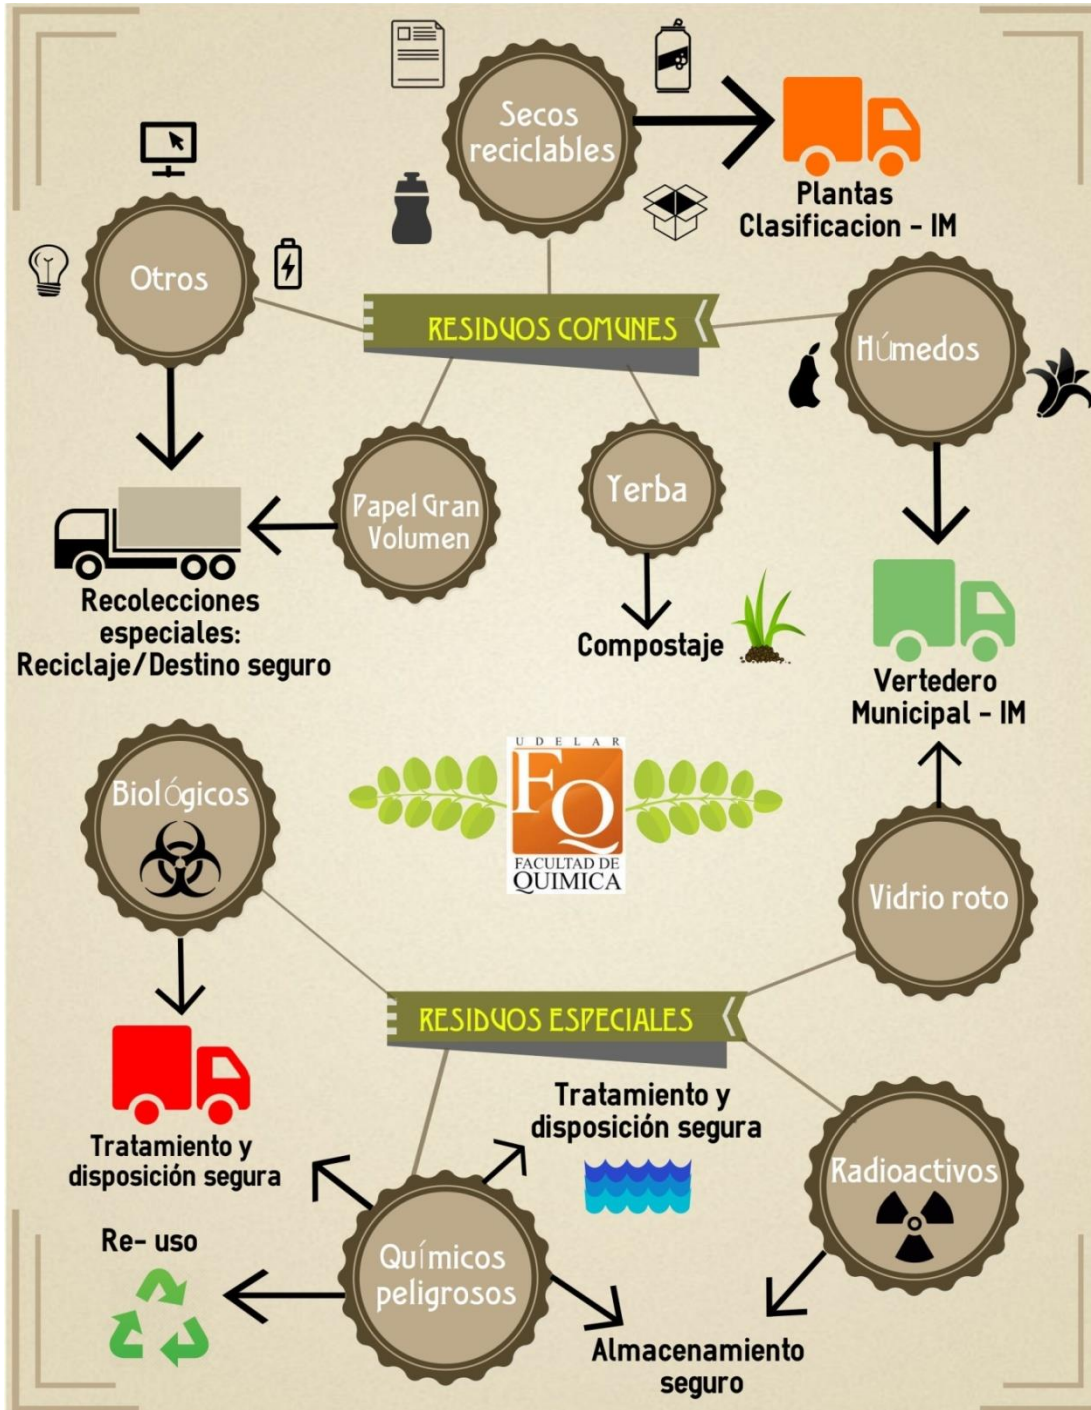 Secos
reciclables
Plantas
Clasificacion - IM
Otros
RESIDUOS COMUNES
Húmedos
Papel Gran
Volumen
Yerba
Recolecciones
especiales:
Reciclaje/Destino seguro
Compostaje
Vertedero
Municipal - IM
UDELAR
FQ
FACULTAD DE
QUIMICA
Biológicos
Vidrio roto
RESIDUOS ESPECIALES
Tratamiento y
disposición segura
Tratamiento y
disposición segura
Radioactivos
Re- uso
Químicos
peligrosos
Almacenamiento
seguro